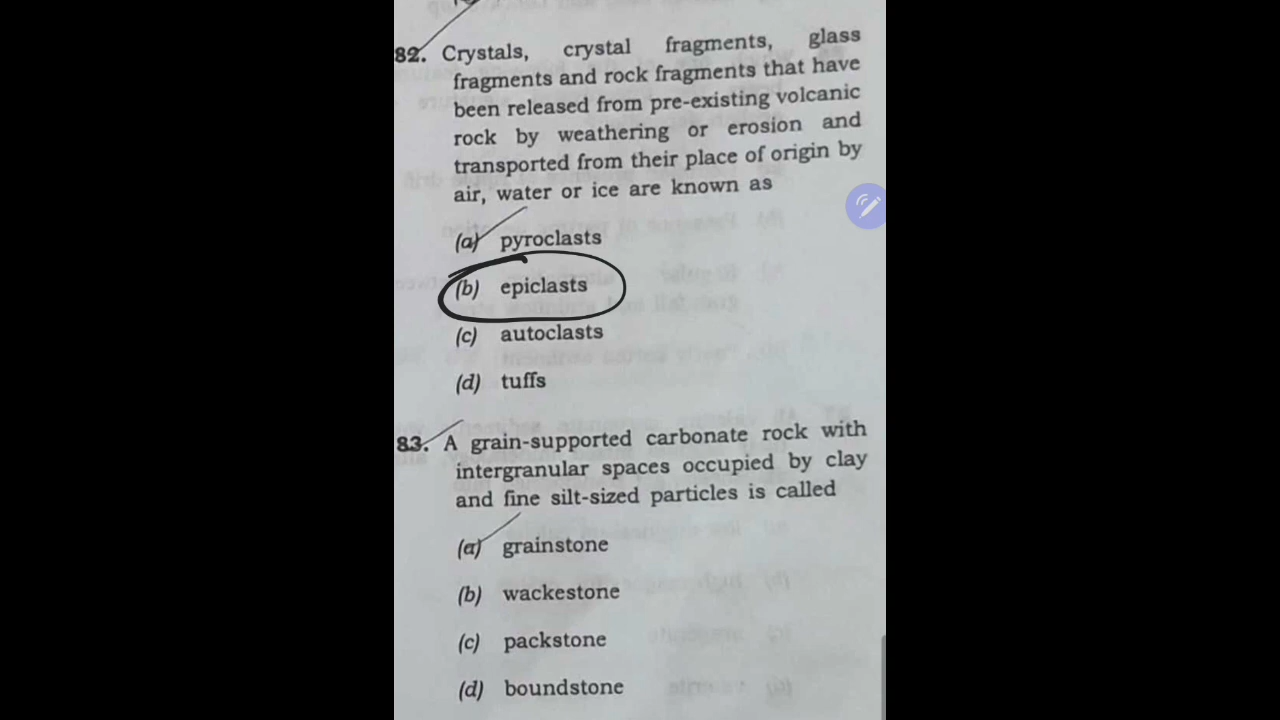 82. Crystals, crystal fragments, glass
fragments and rock fragments that have
been released from pre-existing volcanic
rock by weathering or erosion and
transported from their place of origin by
air, water or ice are known as
(a) pyroclasts
(b) epiclasts
(c) autoclasts
(d) tuffs
83. A grain-supported carbonate rock with
intergranular spaces occupied by clay
and fine silt-sized particles is called
(a) grainstone
(b) wackestone
(c) packstone
(d) boundstone